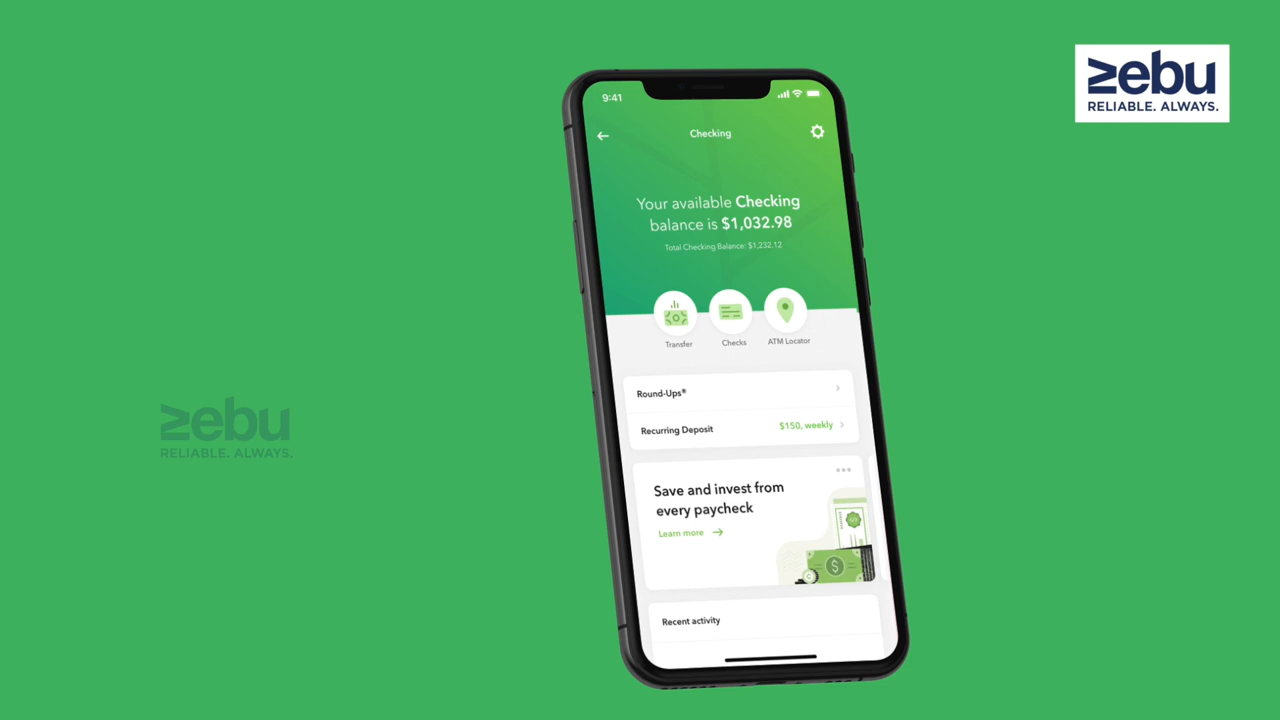 zebu
RELIABLE. ALWAYS.
9:41
Checking
Your available Checking
balance is $1,032.98
Total Checking Balance: $1,232.12
Transfer
Checks
ATM Locator
Round-Ups®
Recurring Deposit
$150, weekly
Save and invest from
every paycheck
Learn more
Recent activity
zebu
RELIABLE. ALWAYS.